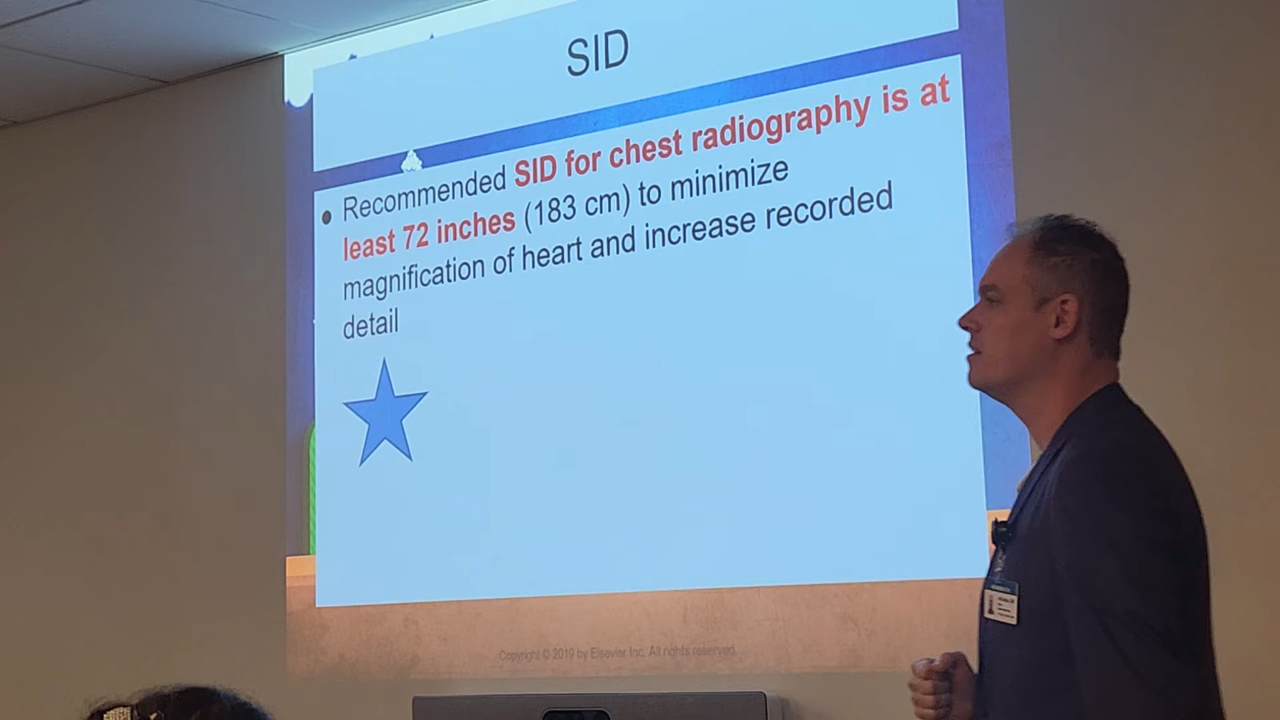 SID
• Recommended SID for chest radiography is at
least 72 inches (183 cm) to minimize
magnification of heart and increase recorded
detail
Copyright © 2019 by Elsevier Inc. All rights reserved.